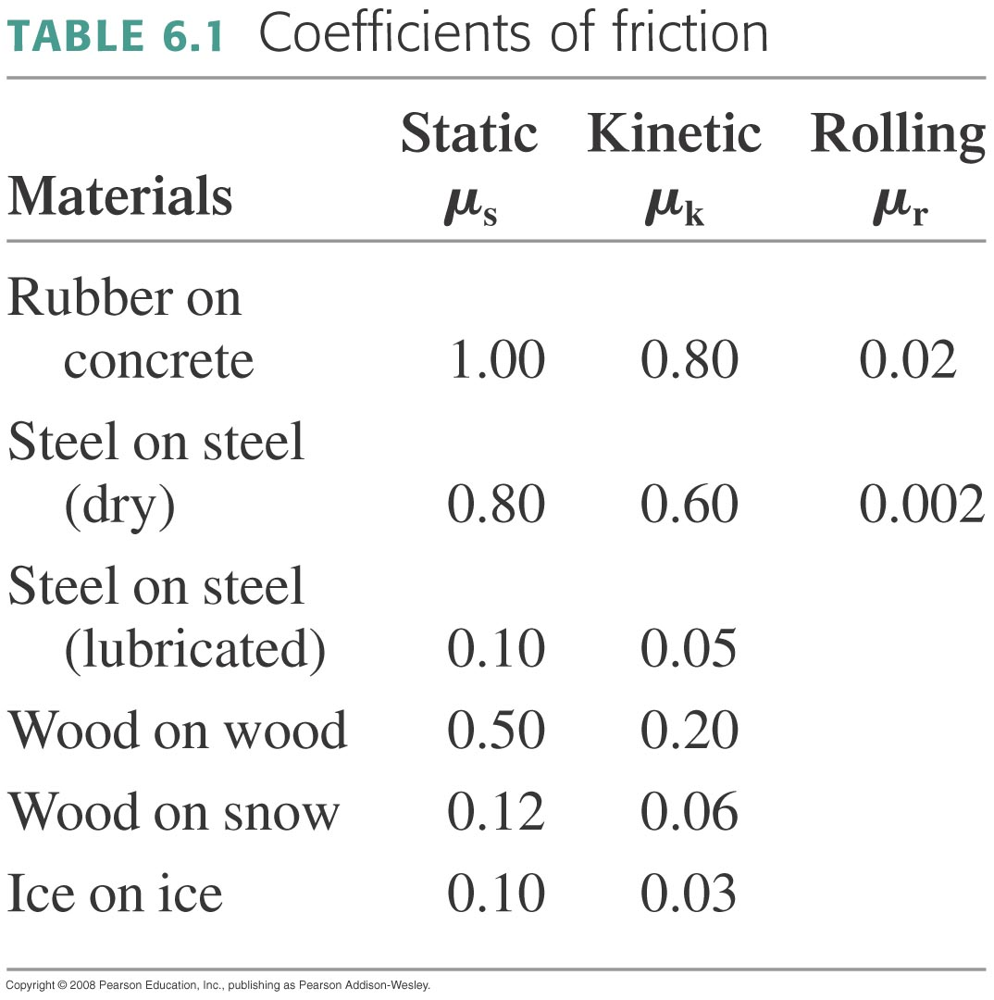 TABLE 6.1 Coefficients of friction
Static Kinetic Rolling
Materials μs μk μr
Rubber on
concrete 1.00 0.80 0.02
Steel on steel
(dry) 0.80 0.60 0.002
Steel on steel
(lubricated) 0.10 0.05
Wood on wood 0.50 0.20
Wood on snow 0.12 0.06
Ice on ice 0.10 0.03
Copyright © 2008 Pearson Education, Inc., publishing as Pearson Addison-Wesley.